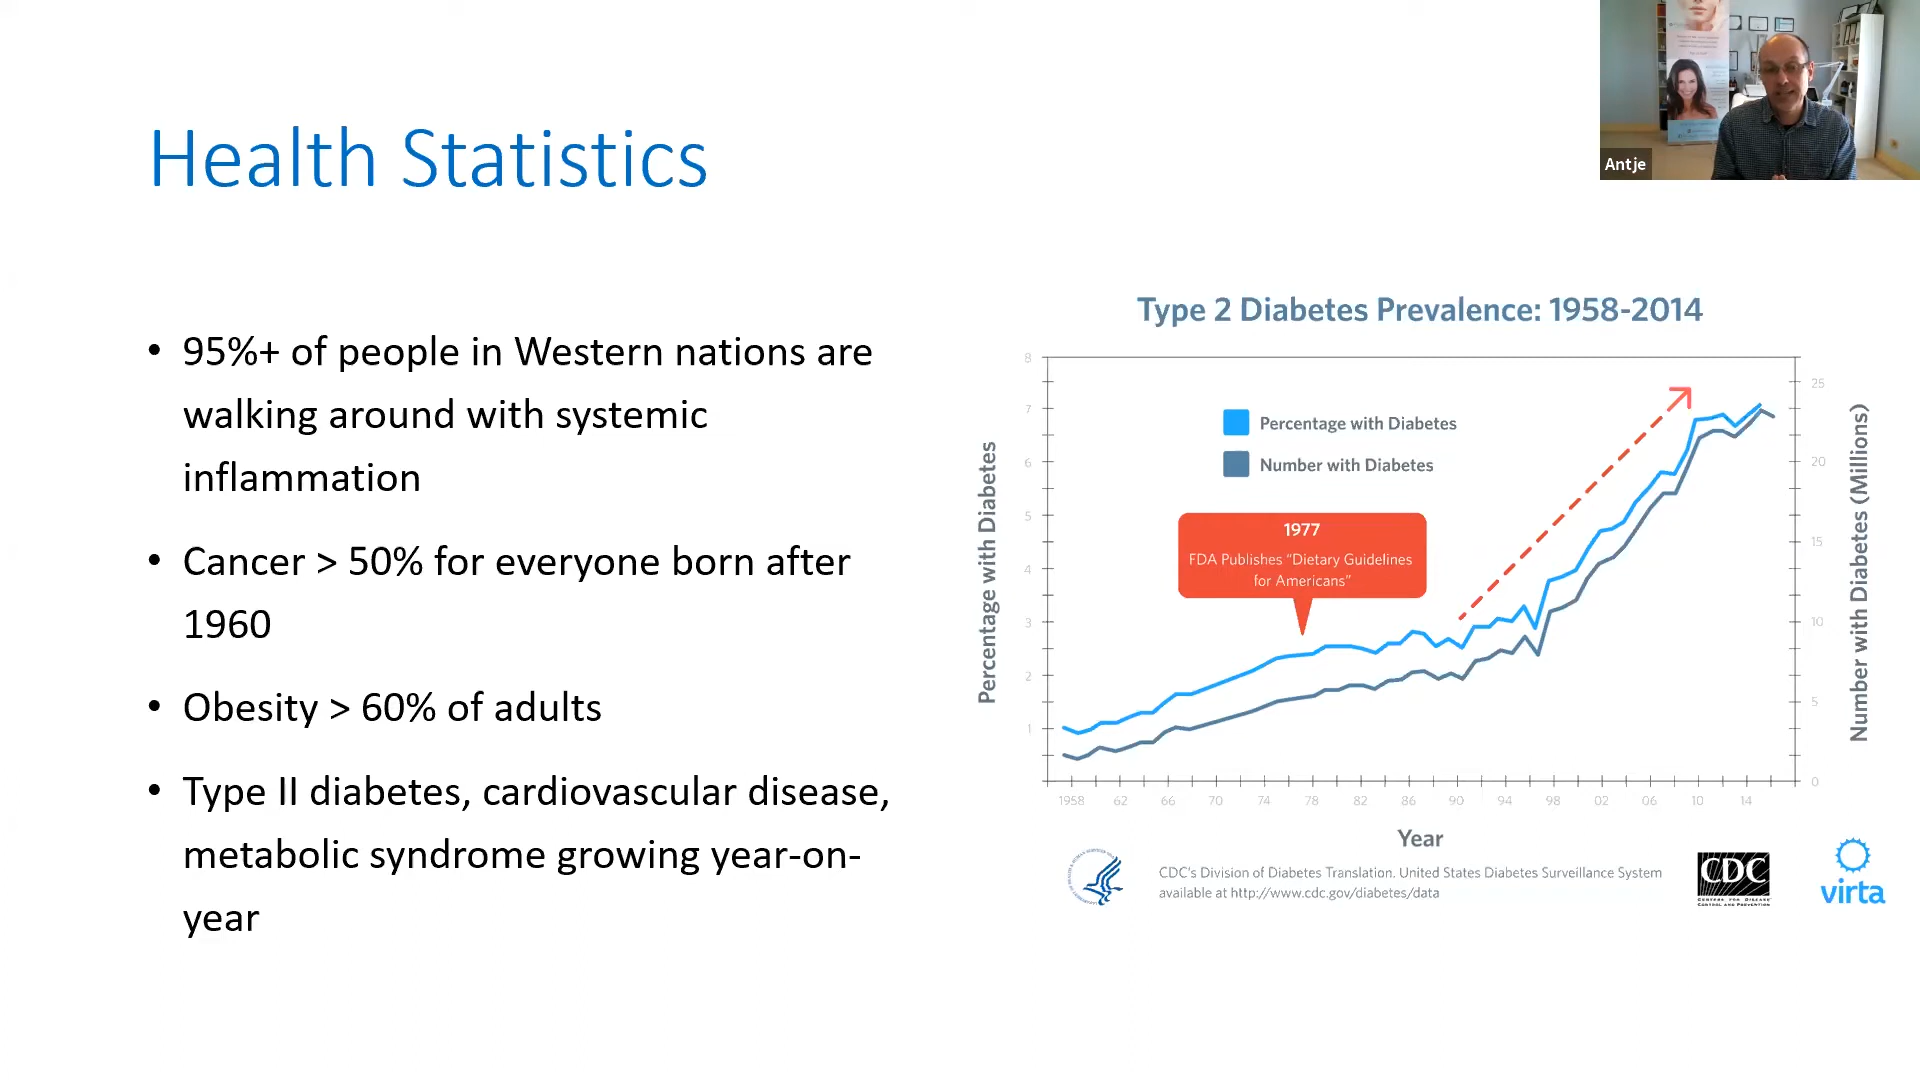 Antje
Health Statistics
• 95%+ of people in Western nations are
walking around with systemic
inflammation
• Cancer > 50% for everyone born after
1960
• Obesity > 60% of adults
• Type II diabetes, cardiovascular disease,
metabolic syndrome growing year-on-
year
Type 2 Diabetes Prevalence: 1958-2014
Percentage with Diabetes
8
7
6
5
4
3
2
1
Percentage with Diabetes
Number with Diabetes
1977
FDA Publishes “Dietary Guidelines
for Americans”
25
20
15
10
5
0
Number with Diabetes (Millions)
1958 62 66 70 74 78 82 86 90 94 98 02 06 10 14
Year
CDC's Division of Diabetes Translation. United States Diabetes Surveillance System
available at http://www.cdc.gov/diabetes/data
CDC
CENTERS FOR DISEASE
CONTROL AND PREVENTION
virta